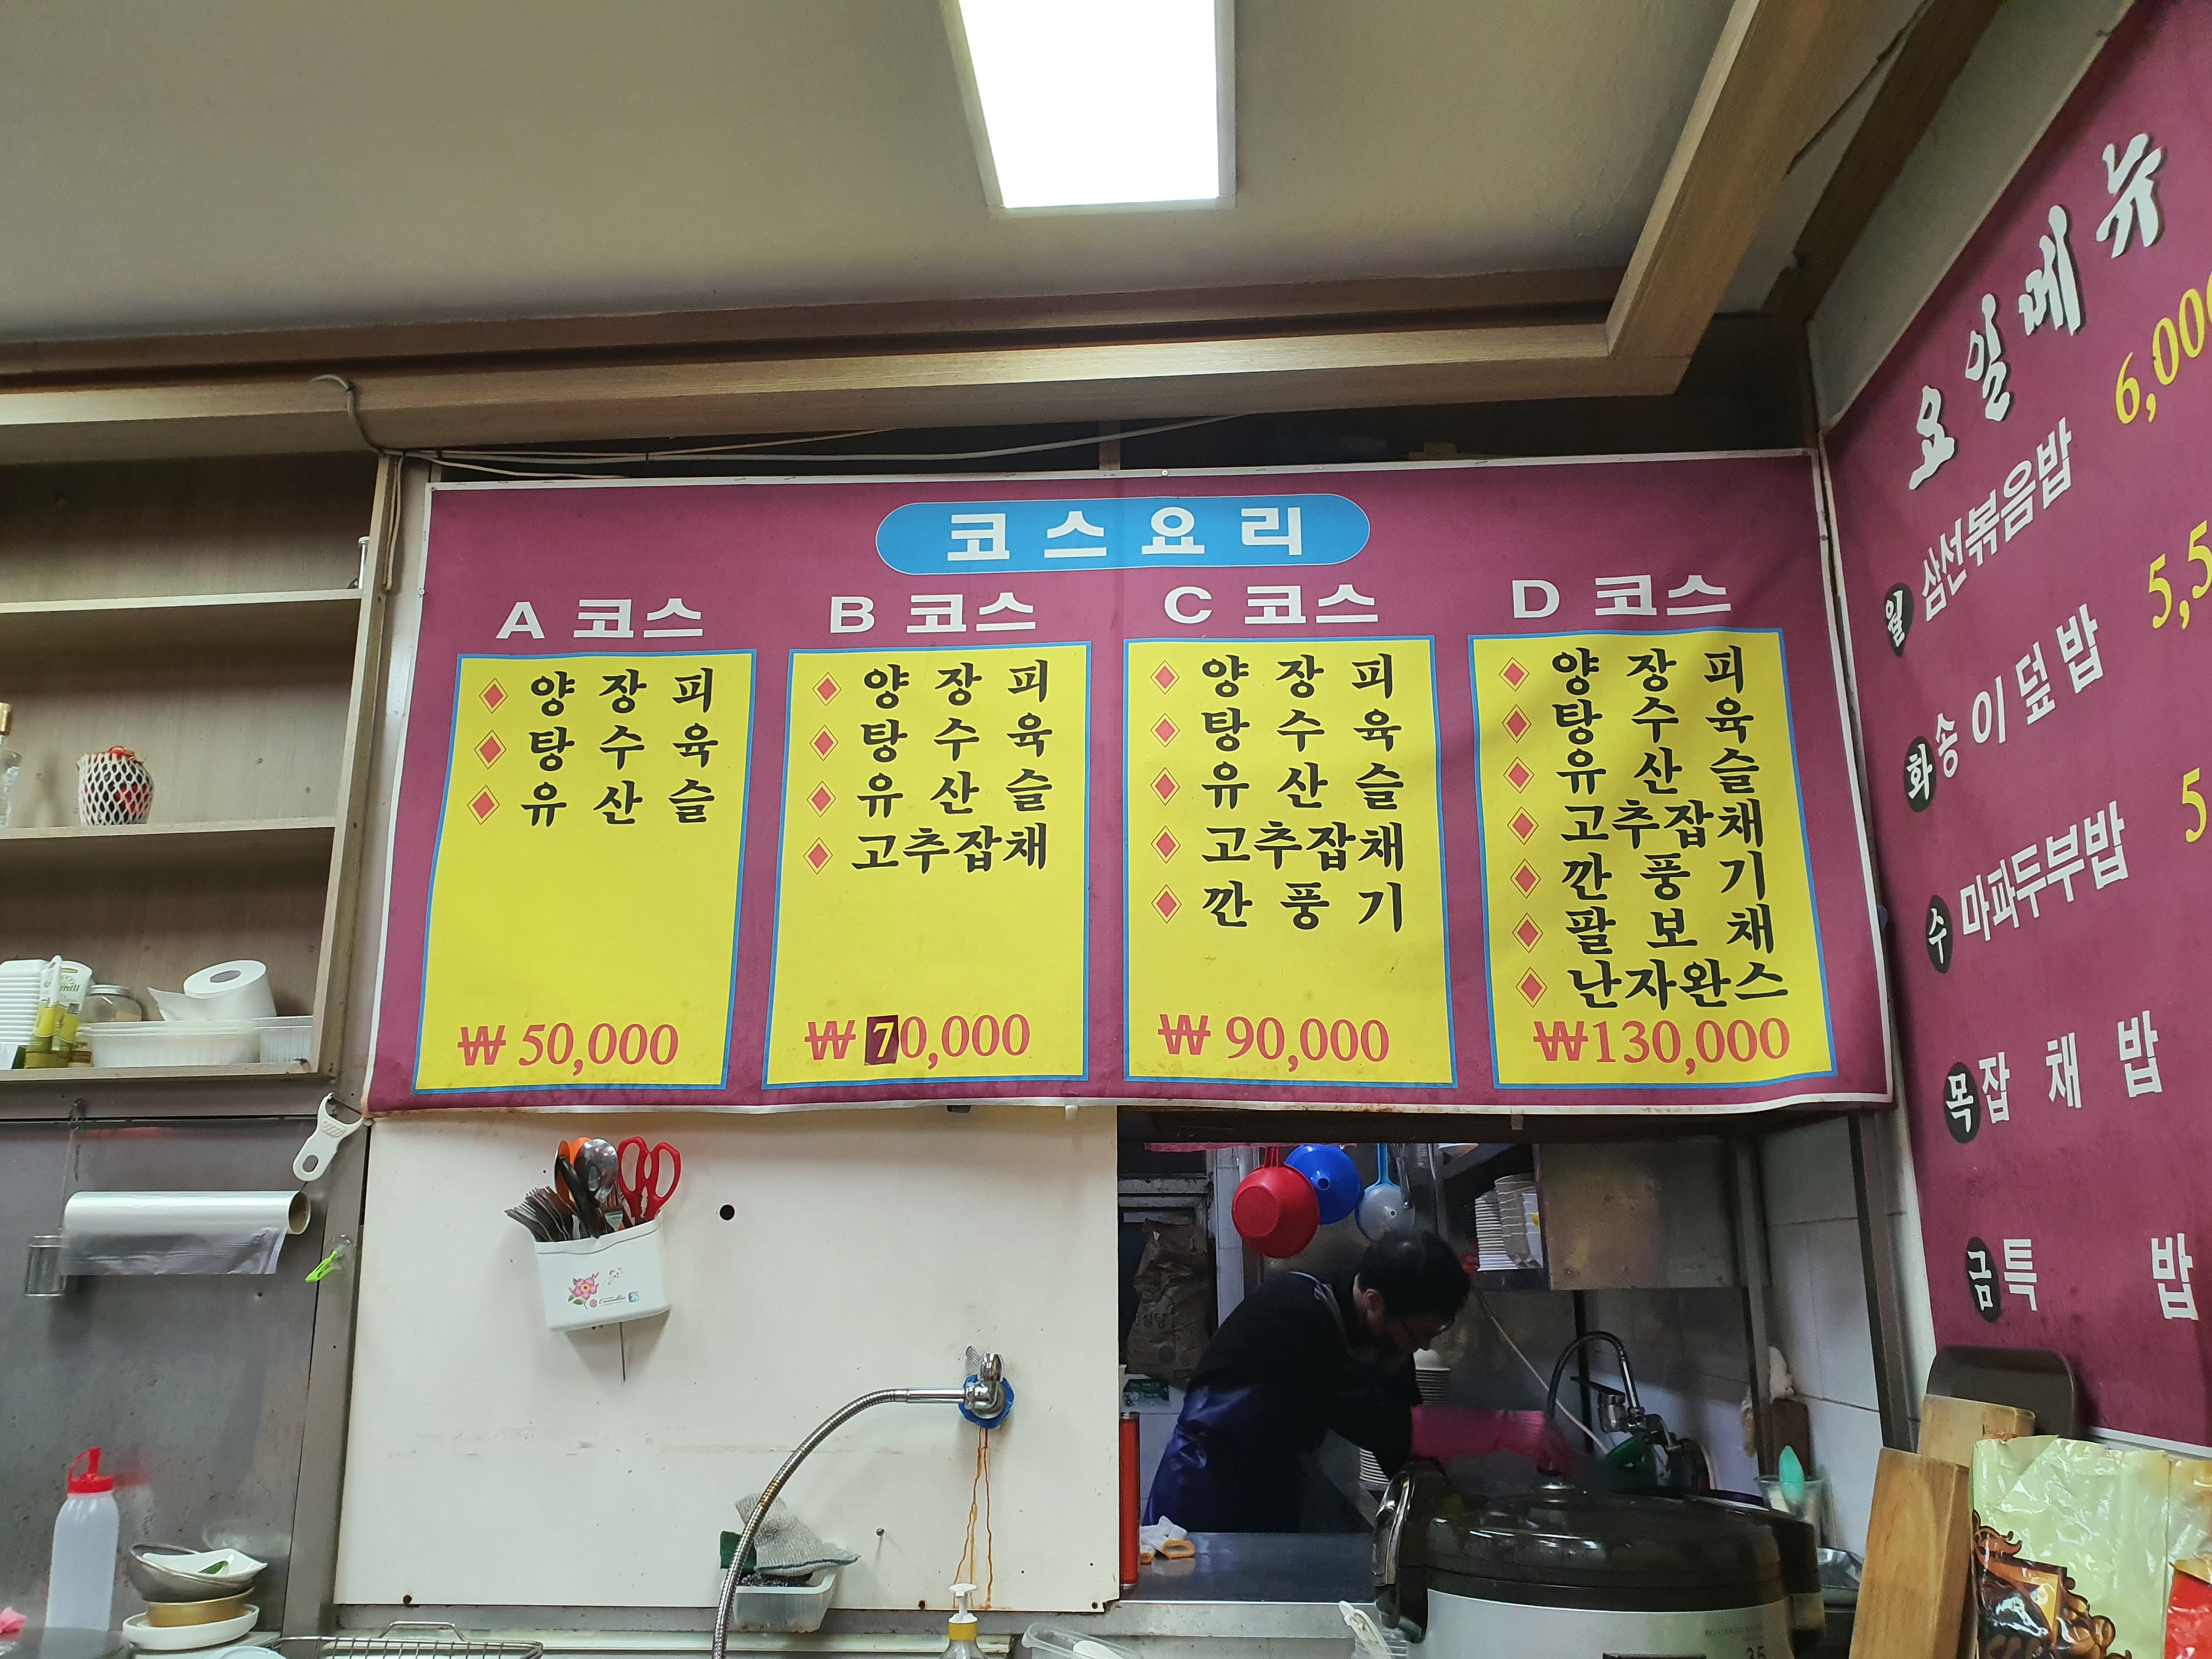 코스요리
A 코스
양장피
탕수육
유산슬
₩ 50,000
B 코스
양장피
탕수육
유산슬
고추잡채
₩ 70,000
C 코스
양장피
탕수육
유산슬
고추잡채
깐풍기
₩ 90,000
D 코스
양장피
탕수육
유산슬
고추잡채
깐풍기
팔보채
난자완스
₩130,000
요일메뉴
월 삼선볶음밥 6,00
화 송이덮밥 5,5
수 마파두부밥 5
목 잡채밥
금 특밥